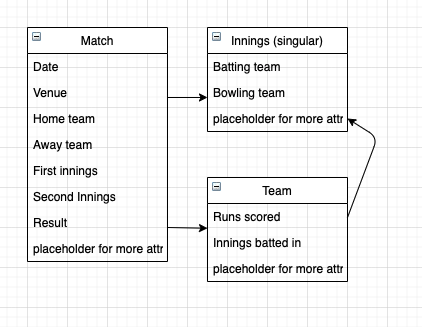 Match
Date
Venue
Home team
Away team
First innings
Second Innings
Result
placeholder for more attr
Innings (singular)
Batting team
Bowling team
placeholder for more attr
Team
Runs scored
Innings batted in
placeholder for more attr